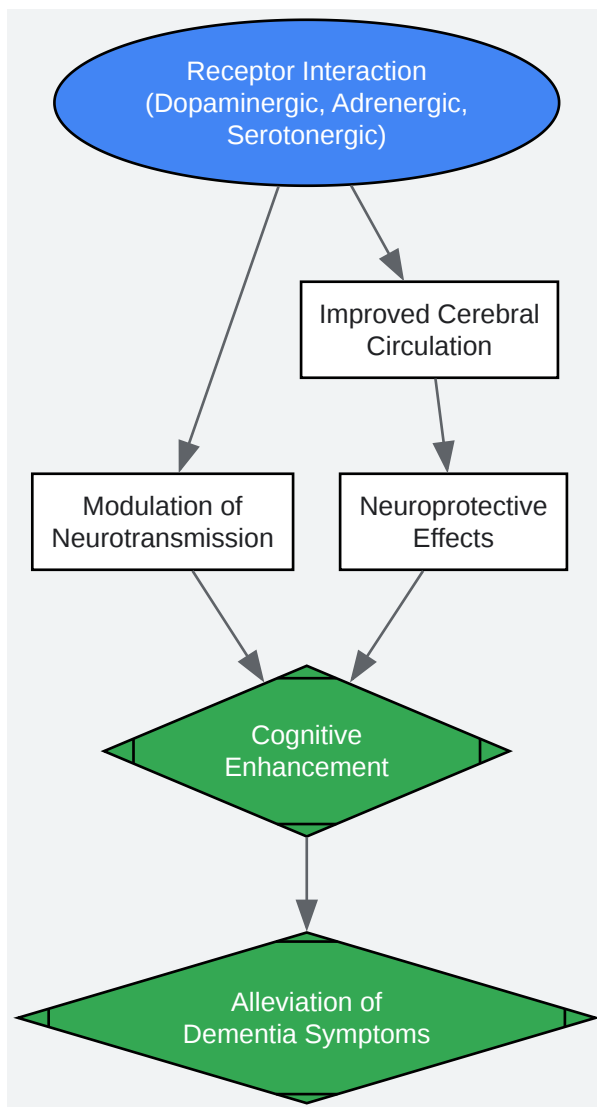 Receptor Interaction
(Dopaminergic, Adrenergic,
Serotonergic)
Improved Cerebral
Circulation
Modulation of
Neurotransmission
Neuroprotective
Effects
Cognitive
Enhancement
Alleviation of
Dementia Symptoms